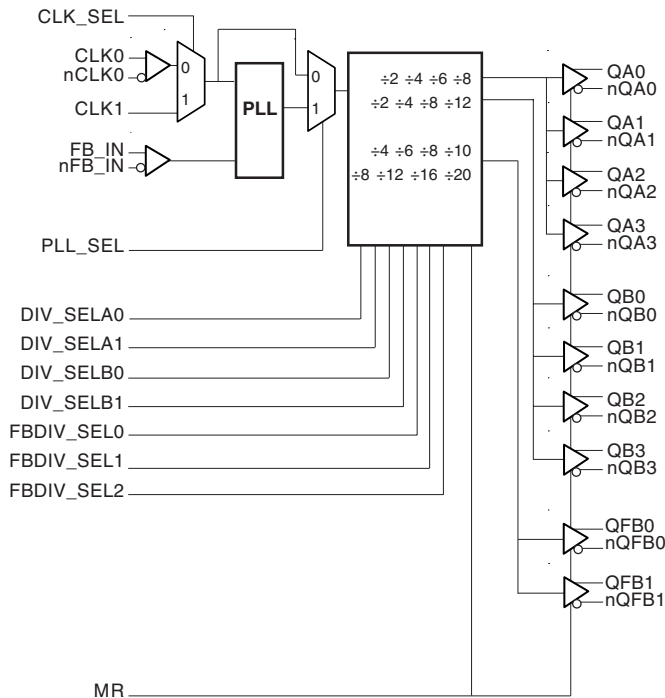 CLK_SEL
CLK0
nCLK0
0
CLK1
1
PLL
0
1
FB_IN
nFB_IN
PLL_SEL
÷2 ÷4 ÷6 ÷8
÷2 ÷4 ÷8 ÷12
÷4 ÷6 ÷8 ÷10
÷8 ÷12 ÷16 ÷20
DIV_SELA0
DIV_SELA1
DIV_SELB0
DIV_SELB1
FBDIV_SEL0
FBDIV_SEL1
FBDIV_SEL2
MR
QA0
nQA0
QA1
nQA1
QA2
nQA2
QA3
nQA3
QB0
nQB0
QB1
nQB1
QB2
nQB2
QB3
nQB3
QFB0
nQFB0
QFB1
nQFB1